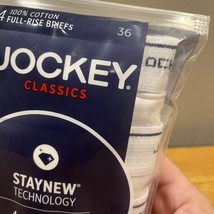 4 100% COTTON
FULL-RISE BRIEFS
36
JOCKEY®
CLASSICS
STAYNEW®
TECHNOLOGY